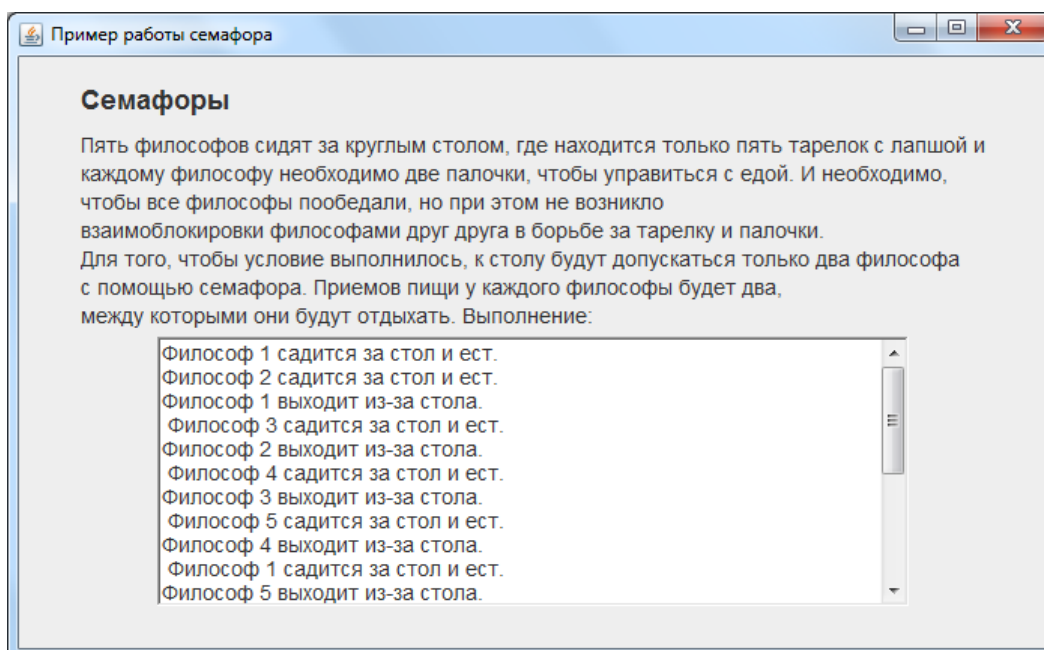 Пример работы семафора
Семафоры
Пять философов сидят за круглым столом, где находится только пять тарелок с лапшой и
каждому философу необходимо две палочки, чтобы управиться с едой. И необходимо,
чтобы все философы пообедали, но при этом не возникло
взаимоблокировки философами друг друга в борьбе за тарелку и палочки.
Для того, чтобы условие выполнилось, к столу будут допускаться только два философа
с помощью семафора. Приемов пищи у каждого философы будет два,
между которыми они будут отдыхать. Выполнение:
Философ 1 садится за стол и ест.
Философ 2 садится за стол и ест.
Философ 1 выходит из-за стола.
Философ 3 садится за стол и ест.
Философ 2 выходит из-за стола.
Философ 4 садится за стол и ест.
Философ 3 выходит из-за стола.
Философ 5 садится за стол и ест.
Философ 4 выходит из-за стола.
Философ 1 садится за стол и ест.
Философ 5 выходит из-за стола.